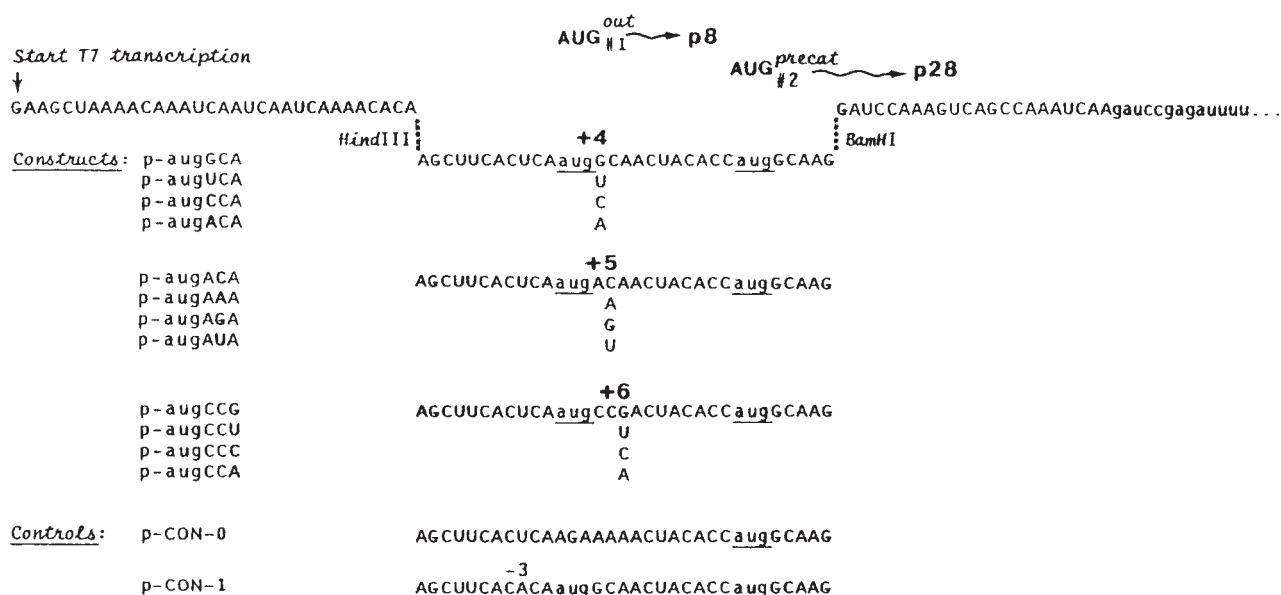 AUG out #1 → p8
Start T7 transcription
AUG precat #2 → p28
GAAGCUAAAACAAAUCAAUCAAUCAAAACACA GAUCCAAAGUCAGCCAAAUCAAgauccgagauuuu...
HindIII +4 BamHI
Constructs: p-augGCA AGCUUCACUCAaugGCAACUACACCaugGCAAG
p-augUCA U
p-augCCA C
p-augACA A
+5
p-augACA AGCUUCACUCAaugACAACUACACCaugGCAAG
p-augAAA A
p-augAGA G
p-augAUA U
+6
p-augCCG AGCUUCACUCAaugCCGACUACACCaugGCAAG
p-augCCU U
p-augCCC C
p-augCCA A
Controls: p-CON-0 AGCUUCACUCAAGAAAAACUACACCaugGCAAG
-3
p-CON-1 AGCUUCACACAaugGCAACUACACCaugGCAAG